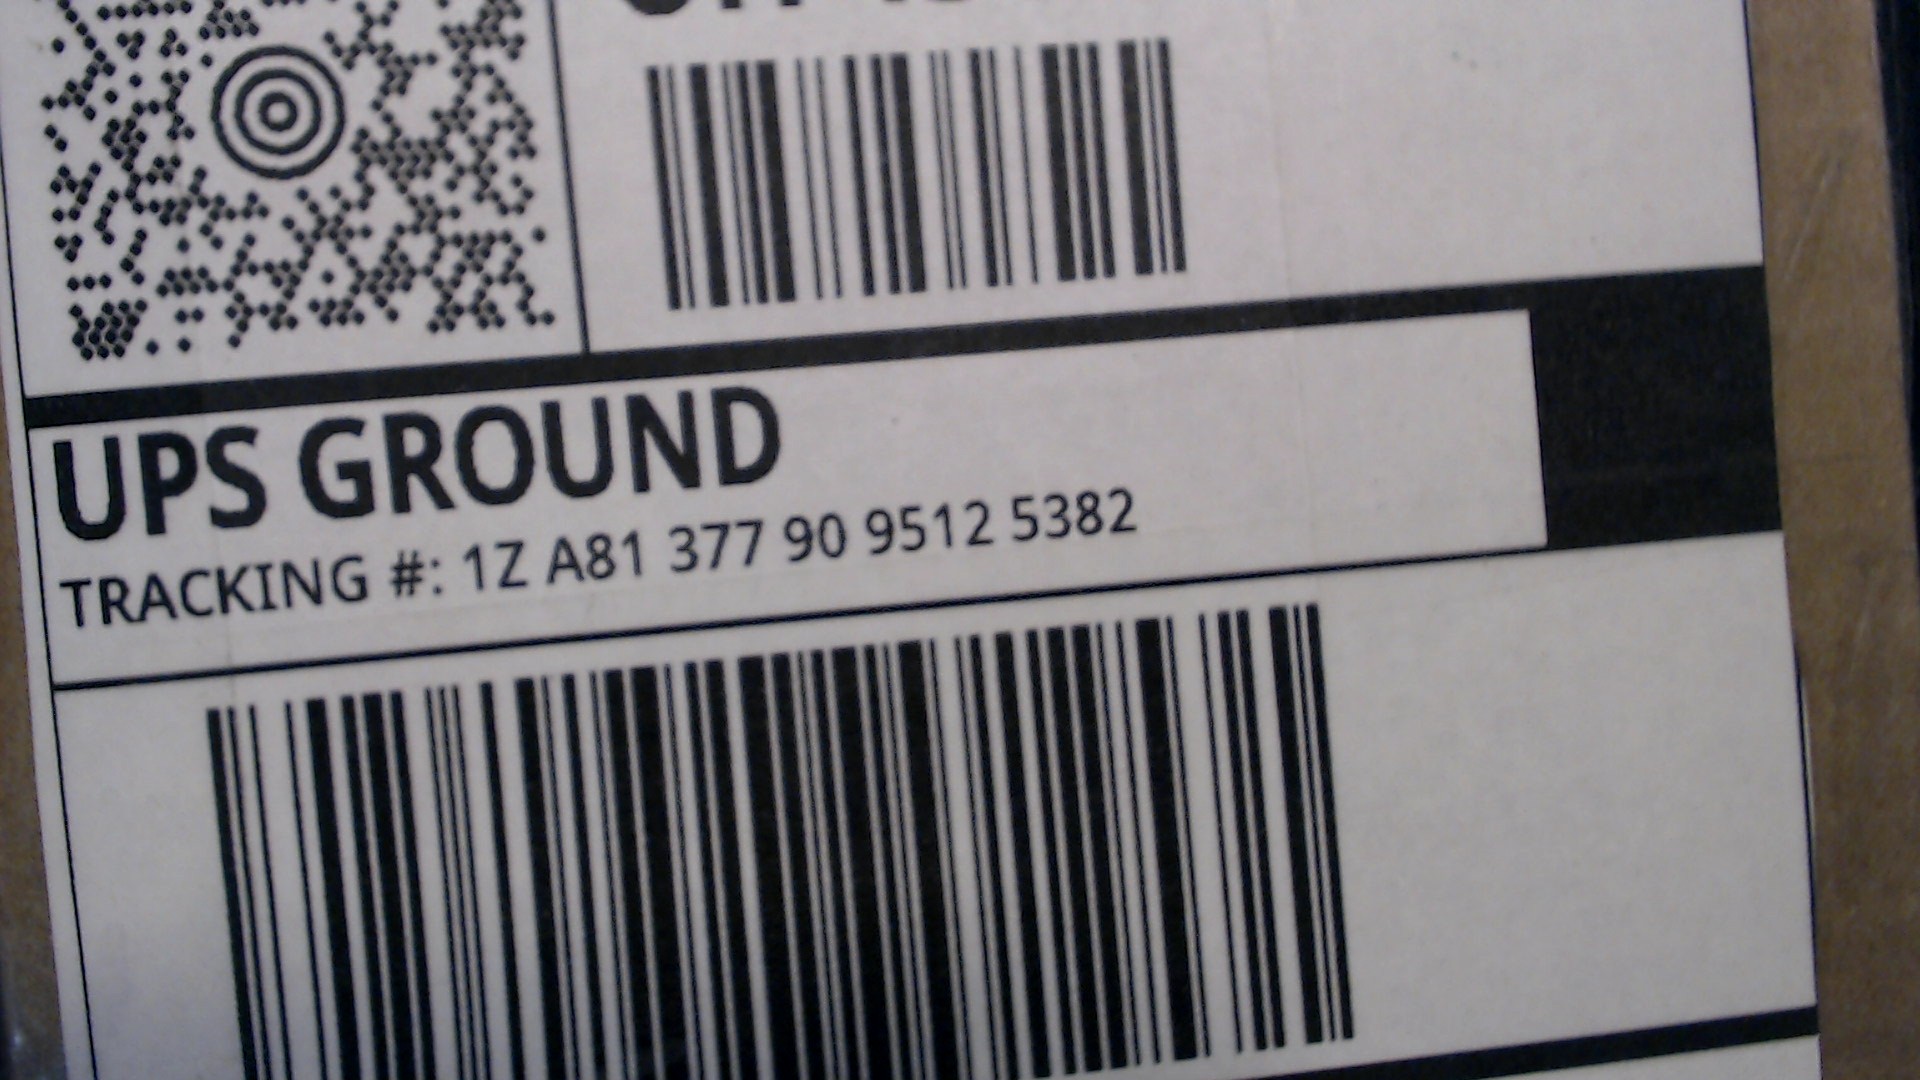 UPS GROUND
TRACKING #: 1Z A81 377 90 9512 5382